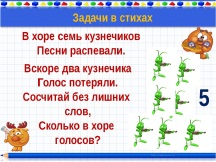 Задачи в стихах
В хоре семь кузнечиков
Песни распевали.
Вскоре два кузнечика
Голос потеряли.
Сосчитай без лишних
слов,
Сколько в хоре
голосов?
5